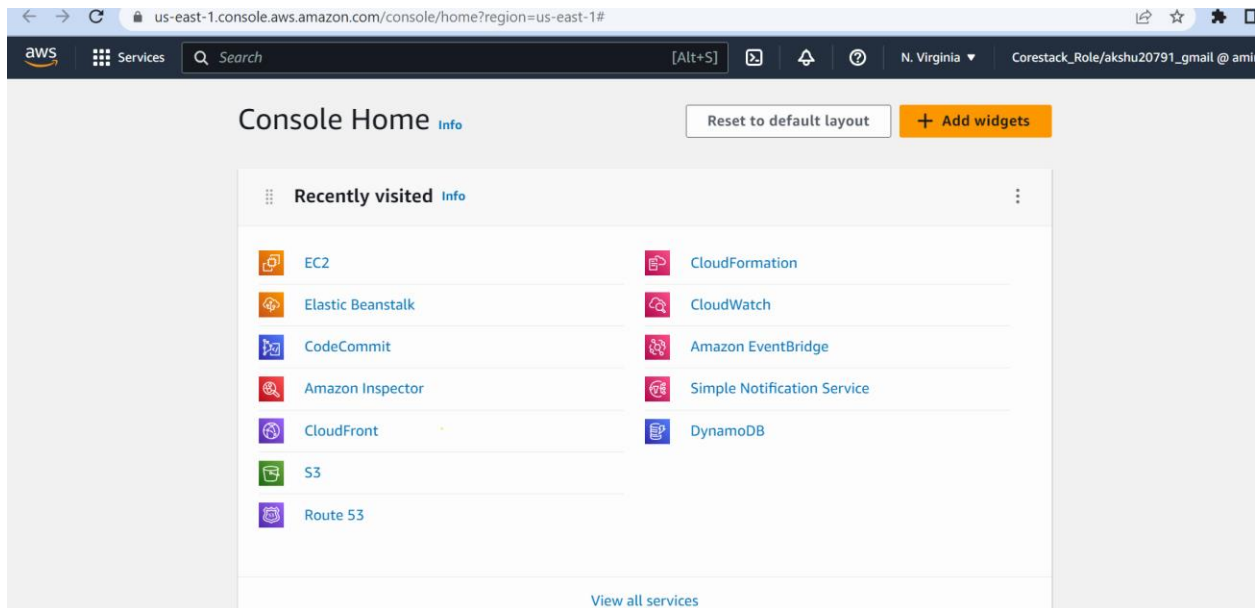 us-east-1.console.aws.amazon.com/console/home?region=us-east-1#
aws Services Search [Alt+S] N. Virginia ▼ Corestack_Role/akshu20791_gmail @ ami
Console Home Info Reset to default layout + Add widgets
Recently visited Info
EC2 CloudFormation
Elastic Beanstalk CloudWatch
CodeCommit Amazon EventBridge
Amazon Inspector Simple Notification Service
CloudFront DynamoDB
S3
Route 53
View all services